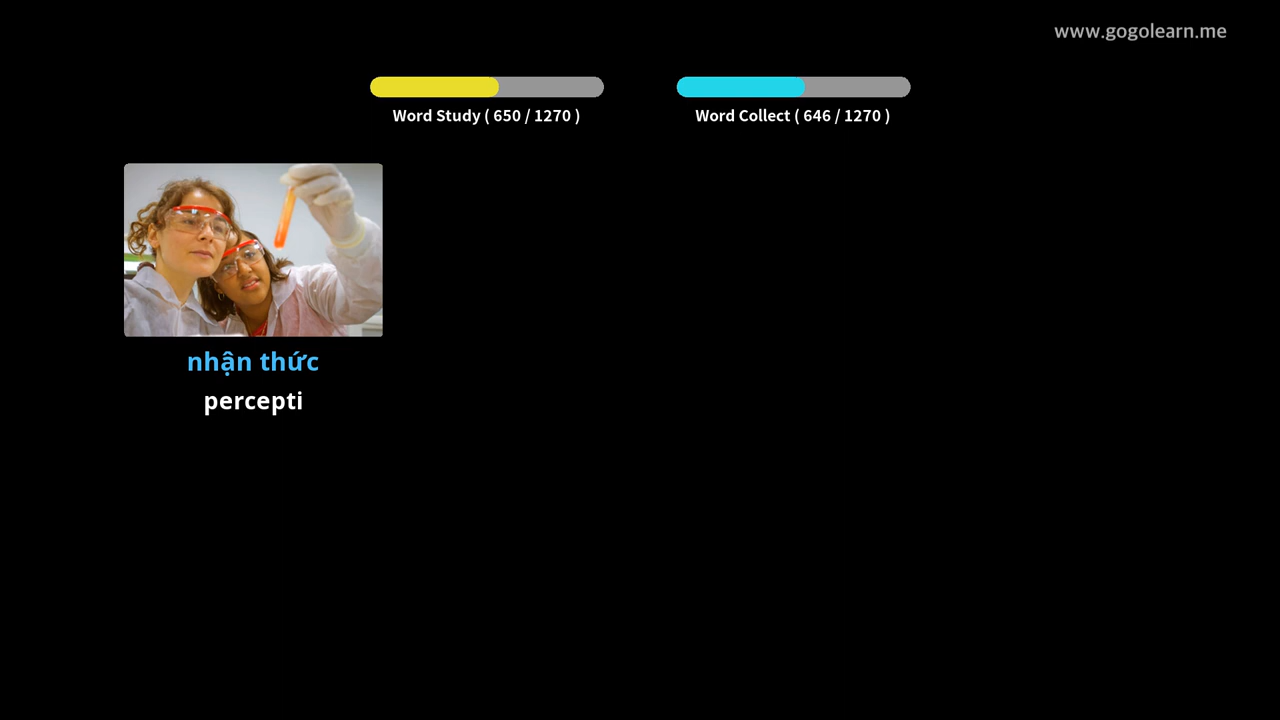 www.gogolearn.me
Word Study ( 650 / 1270 )
Word Collect ( 646 / 1270 )
nhận thức
percepti